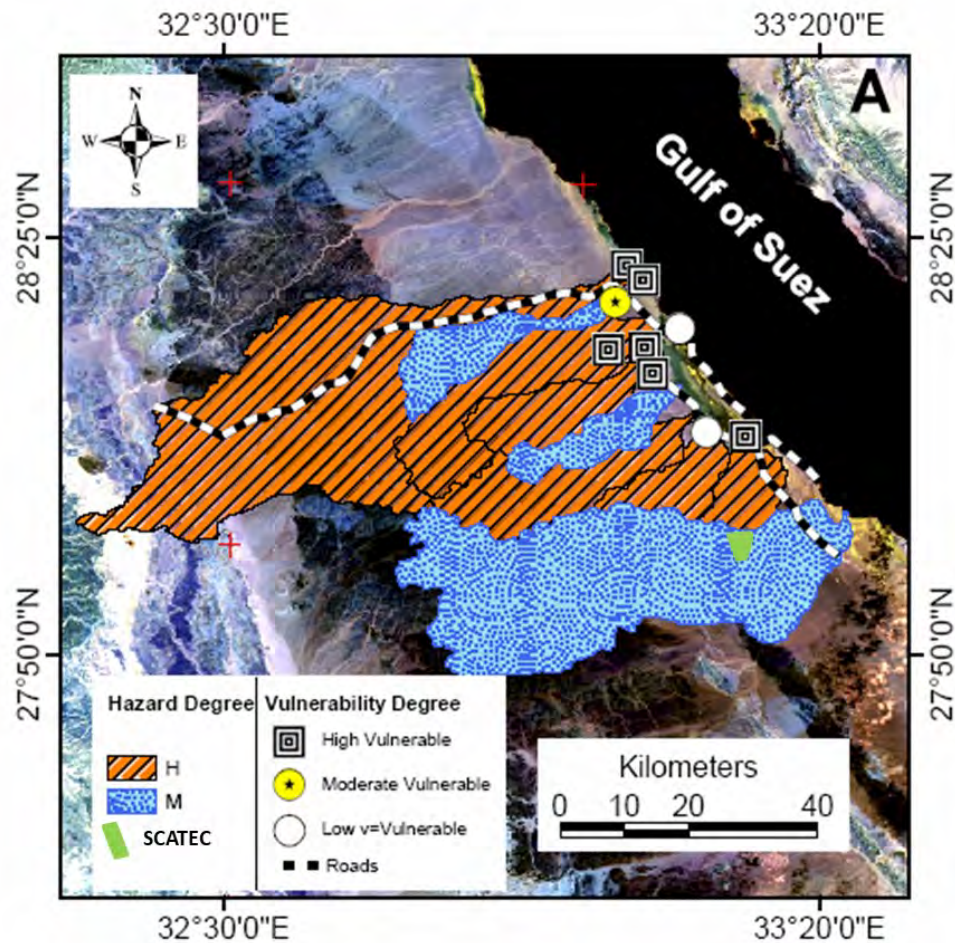 32°30'0"E
33°20'0"E
A
N
W
E
S
Gulf of Suez
28°25'0"N
28°25'0"N
27°50'0"N
27°50'0"N
Hazard Degree
H
M
SCATEC
Vulnerability Degree
High Vulnerable
Moderate Vulnerable
Low v=Vulnerable
Roads
Kilometers
0 10 20 40
32°30'0"E
33°20'0"E